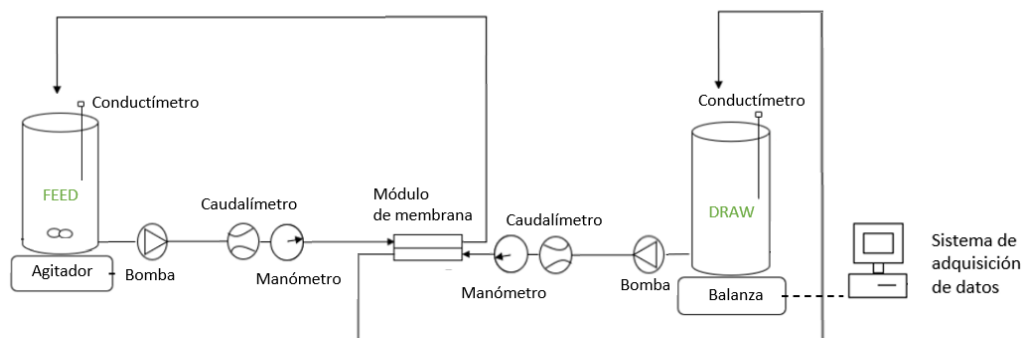 Conductímetro
FEED
Agitador
Bomba
Caudalímetro
Manómetro
Módulo
de membrana
Caudalímetro
Manómetro
Bomba
Conductímetro
DRAW
Balanza
Sistema de
adquisición
de datos